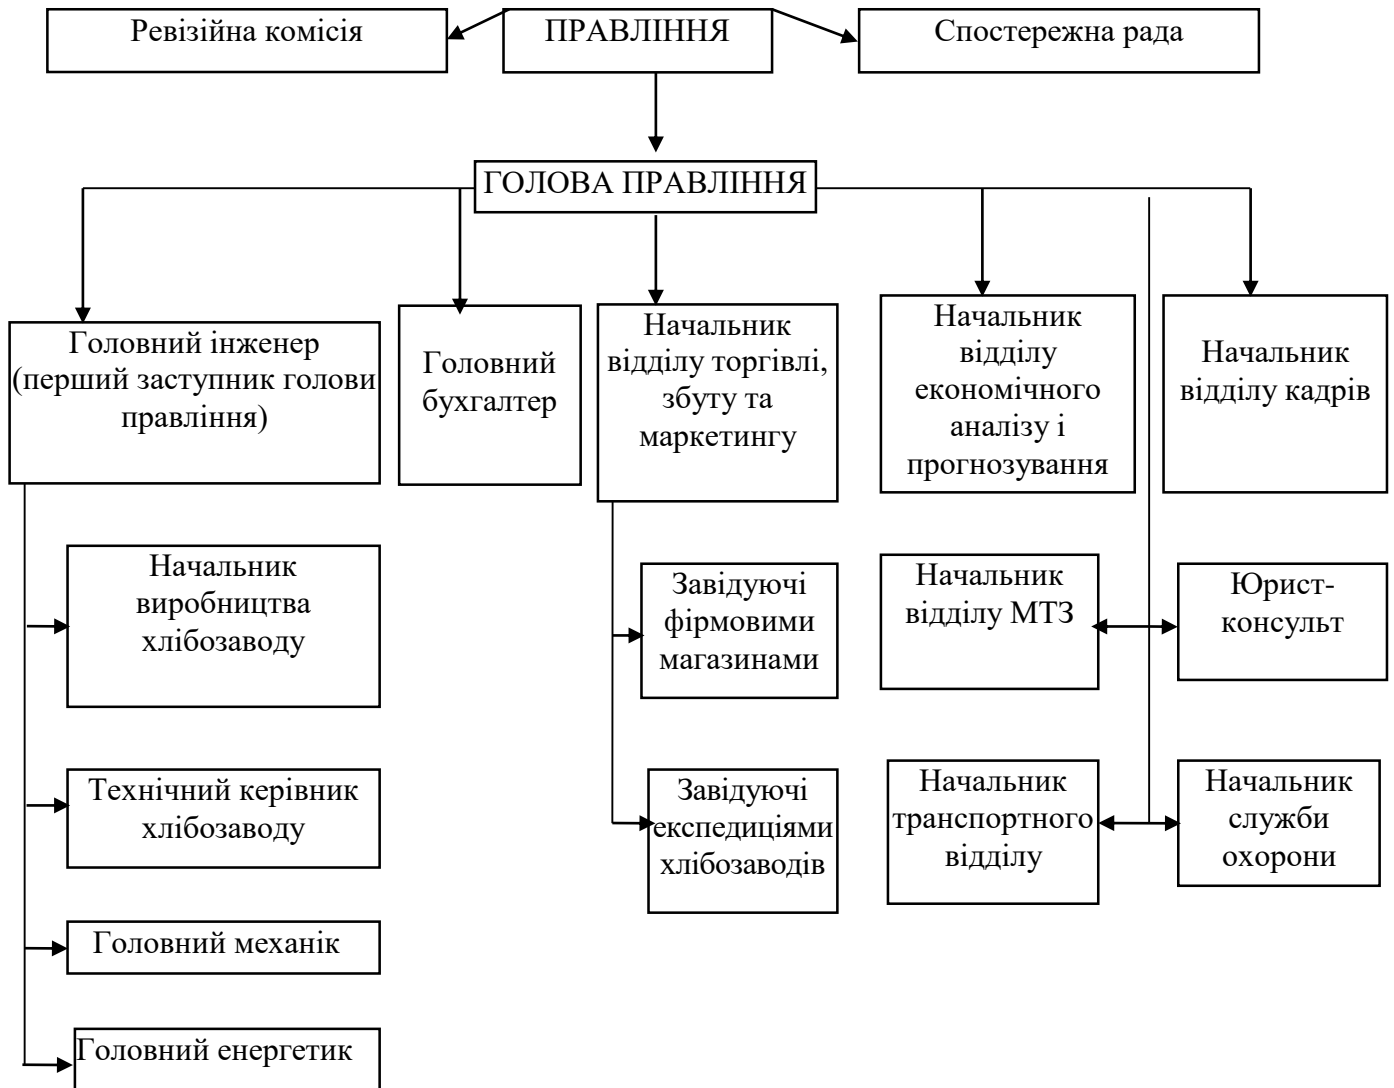 Ревізійна комісія
ПРАВЛІННЯ
Спостережна рада
ГОЛОВА ПРАВЛІННЯ
Головний інженер
(перший заступник голови
правління)
Головний
бухгалтер
Начальник
відділу торгівлі,
збуту та
маркетингу
Начальник
відділу
економічного
аналізу і
прогнозування
Начальник
відділу кадрів
Начальник
виробництва
хлібозаводу
Завідуючі
фірмовими
магазинами
Начальник
відділу МТЗ
Юрист-
консульт
Технічний керівник
хлібозаводу
Завідуючі
експедиціями
хлібозаводів
Начальник
транспортного
відділу
Начальник
служби
охорони
Головний механік
Головний енергетик